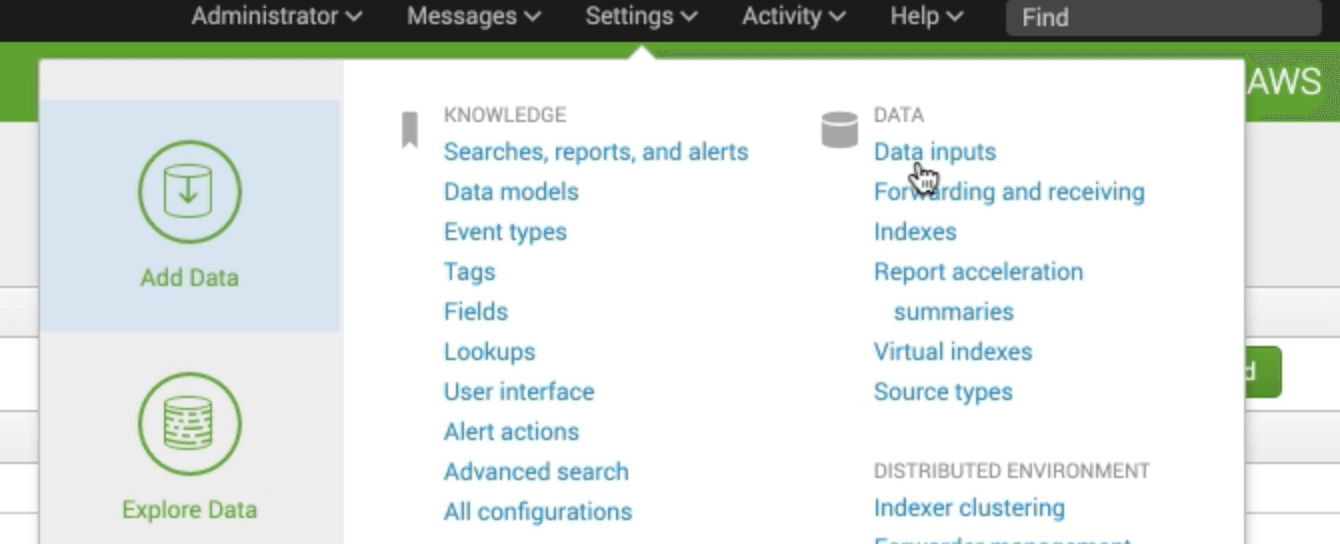 Administrator Messages Settings Activity Help Find
AWS
KNOWLEDGE
Searches, reports, and alerts
Data models
Event types
Tags
Fields
Lookups
User interface
Alert actions
Advanced search
All configurations
DATA
Data inputs
Forwarding and receiving
Indexes
Report acceleration
summaries
Virtual indexes
Source types
DISTRIBUTED ENVIRONMENT
Indexer clustering
Forwarder management
Add Data
Explore Data
d